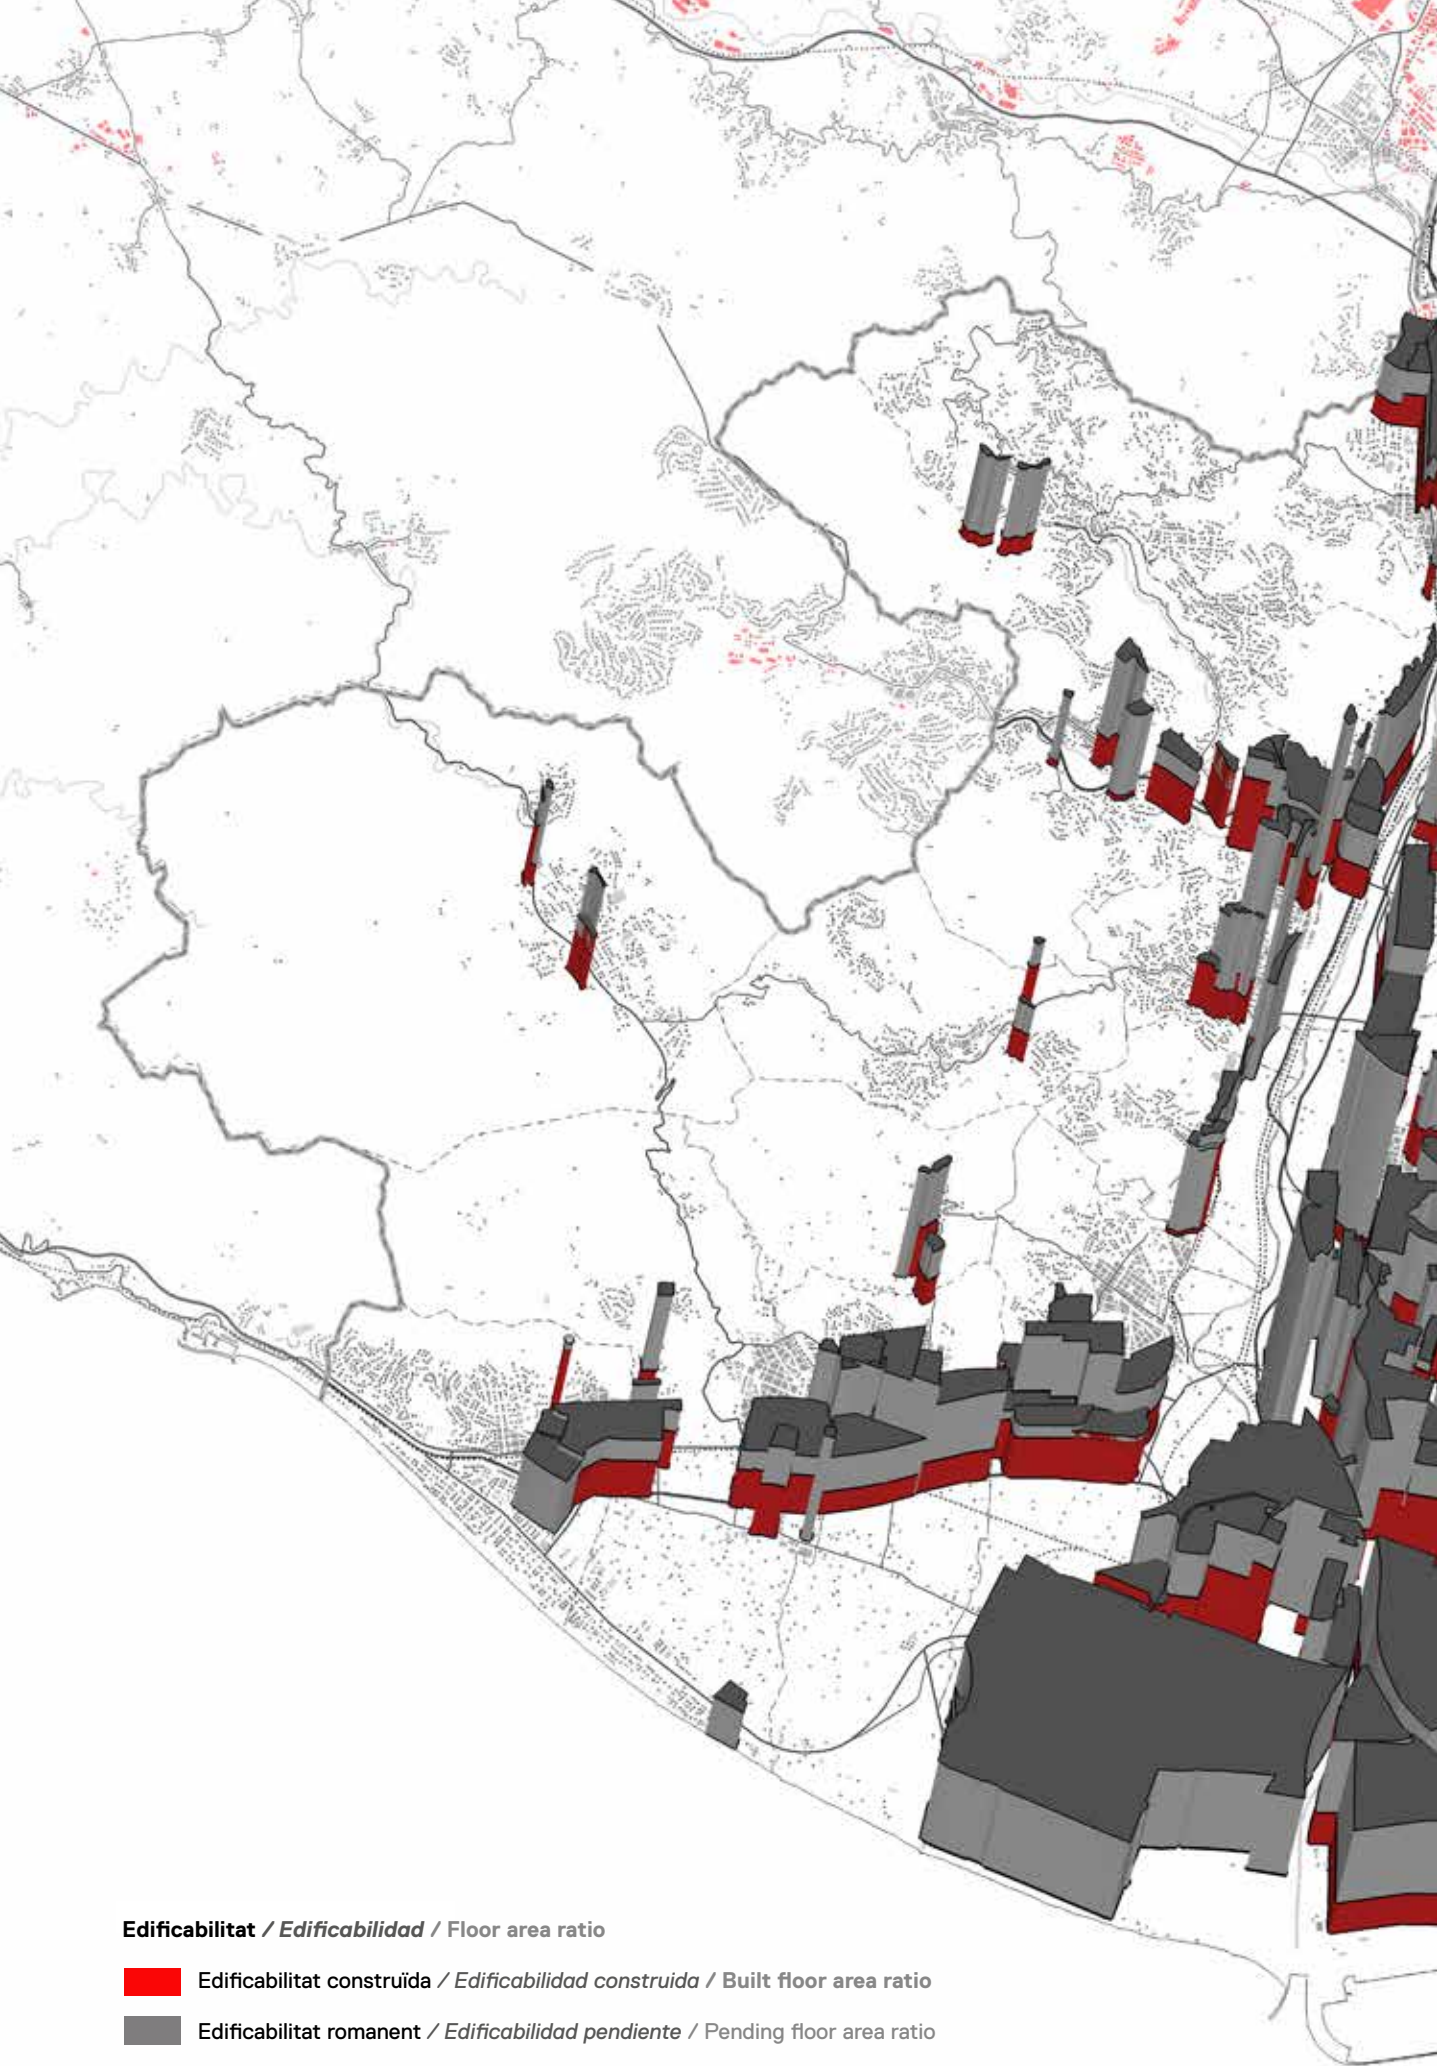 Edificabilitat / Edificabilidad / Floor area ratio
Edificabilitat construïda / Edificabilidad construida / Built floor area ratio
Edificabilitat romanent / Edificabilidad pendiente / Pending floor area ratio